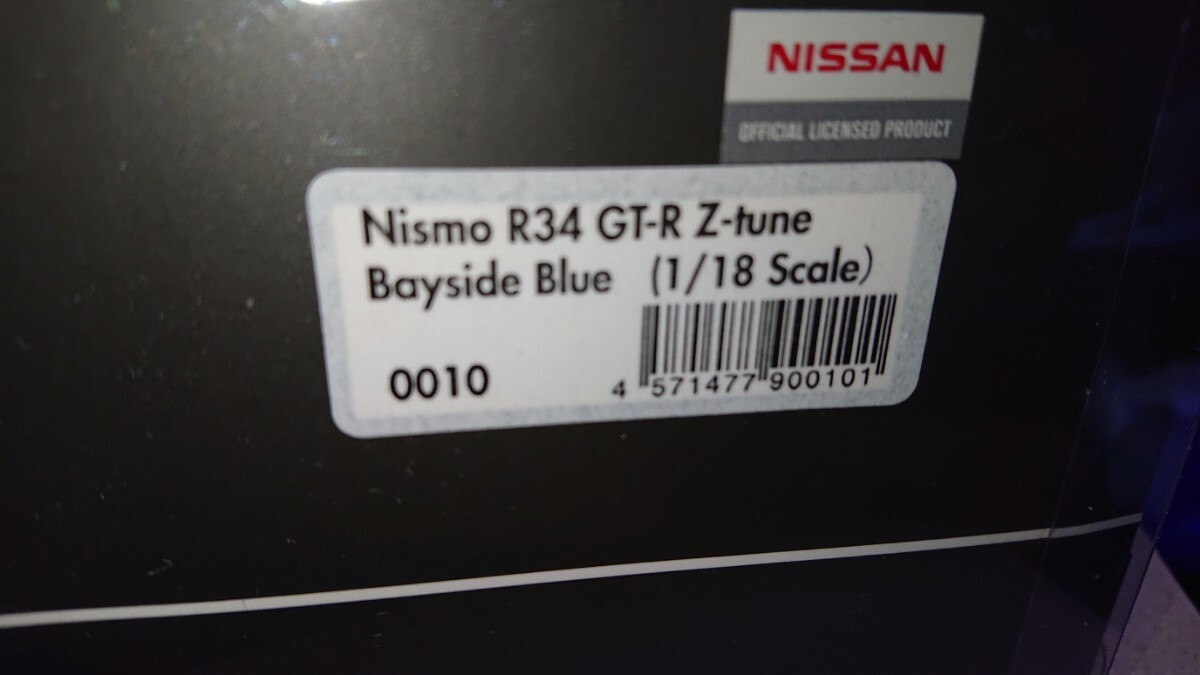 NISSAN
OFFICIAL LICENSED PRODUCT
Nismo R34 GT-R Z-tune
Bayside Blue (1/18 Scale)
0010
4 571477 900101